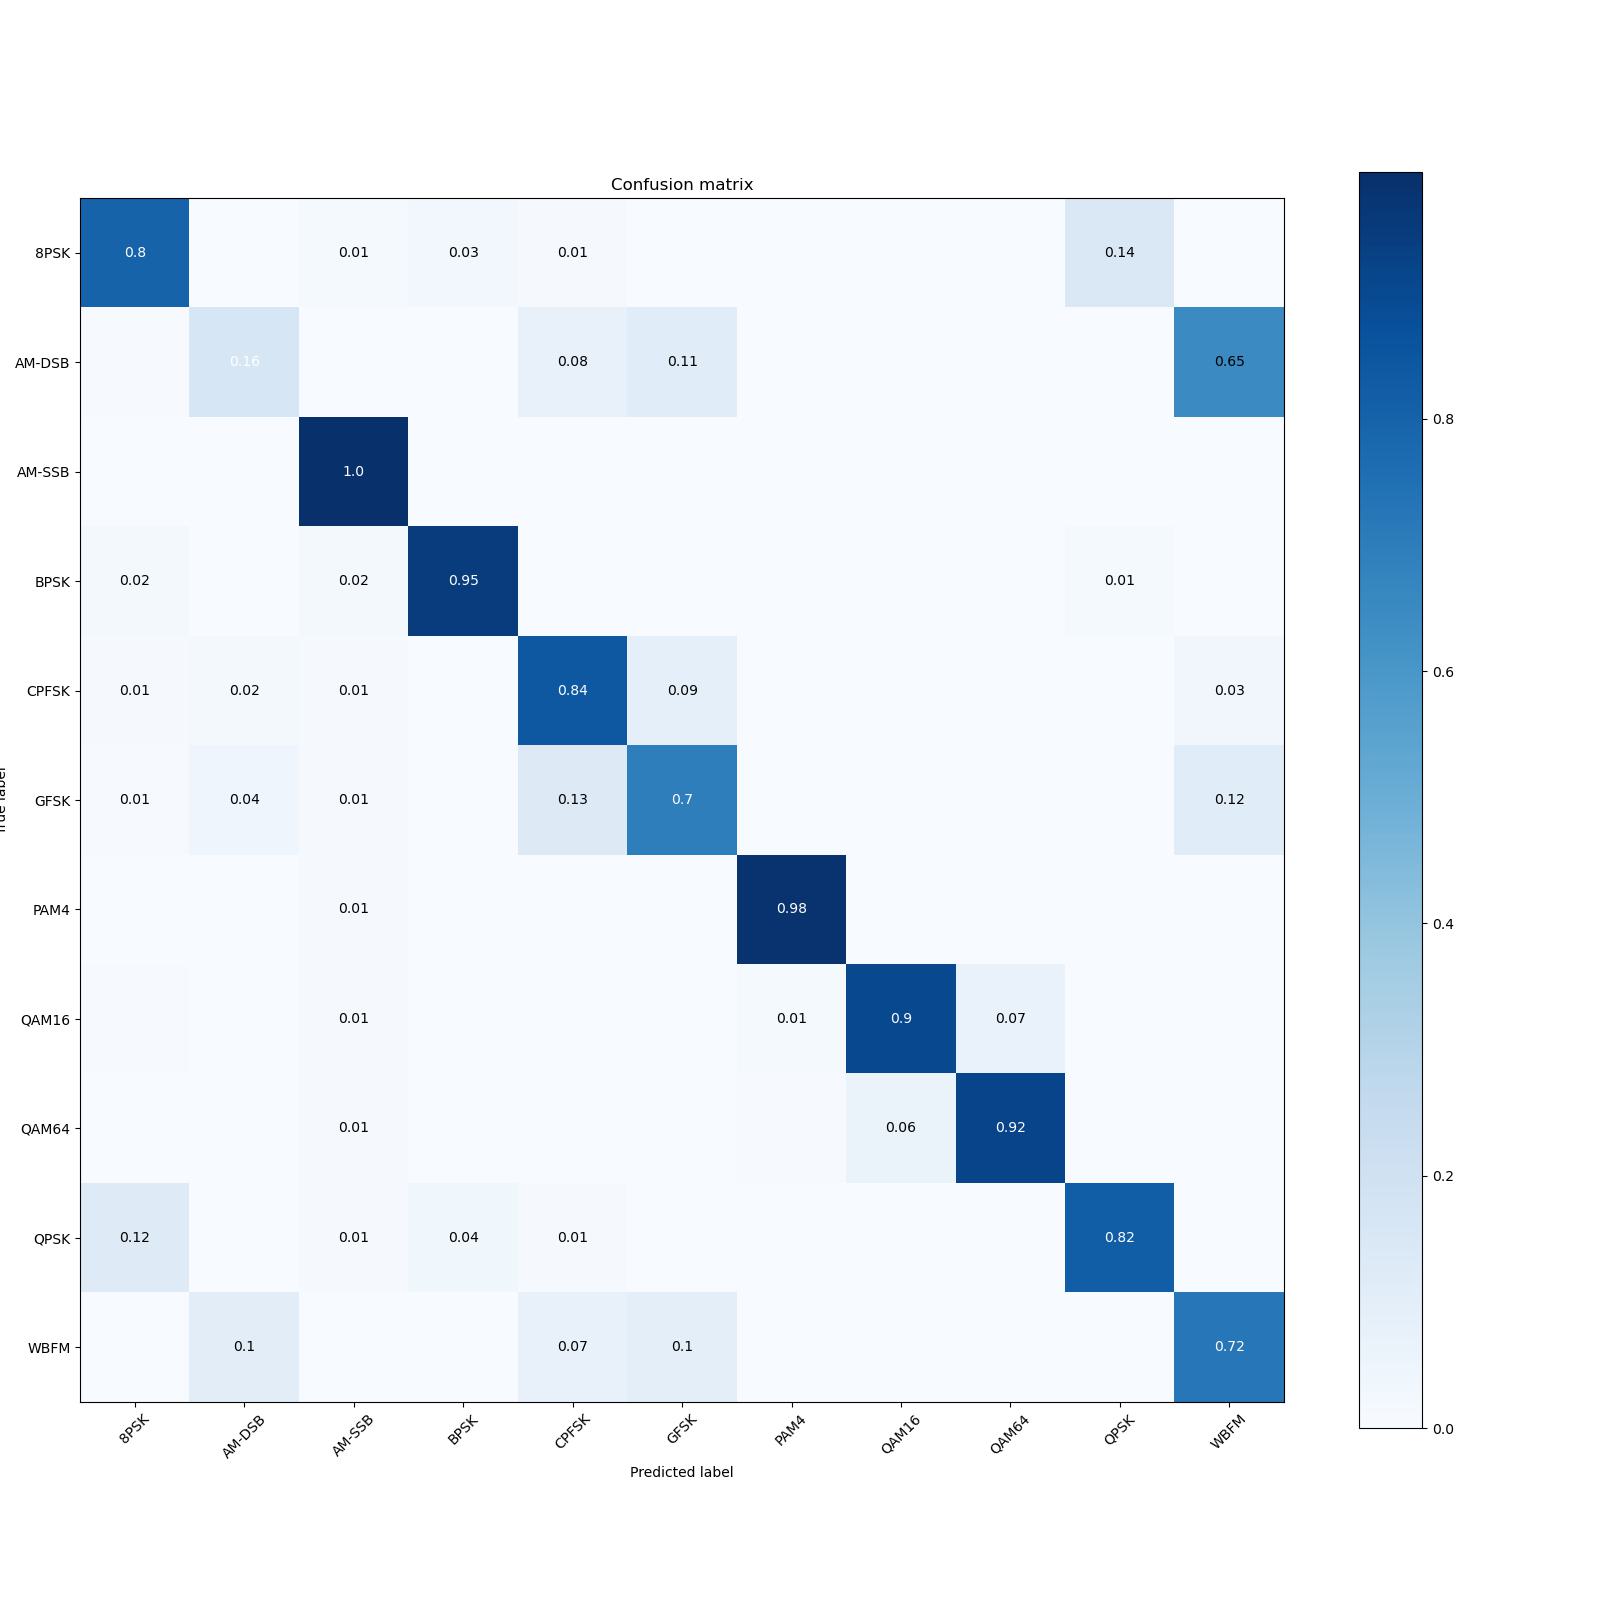 Confusion matrix
8PSK 0.8 0.01 0.03 0.01 0.14
AM-DSB 0.16 0.08 0.11 0.65
AM-SSB 1.0
BPSK 0.02 0.02 0.95 0.01
CPFSK 0.01 0.02 0.01 0.84 0.09 0.03
GFSK 0.01 0.04 0.01 0.13 0.7 0.12
PAM4 0.01 0.98
QAM16 0.01 0.01 0.9 0.07
QAM64 0.01 0.06 0.92
QPSK 0.12 0.01 0.04 0.01 0.82
WBFM 0.1 0.07 0.1 0.72
8PSK AM-DSB AM-SSB BPSK CPFSK GFSK PAM4 QAM16 QAM64 QPSK WBFM
Predicted label
0.8
0.6
0.4
0.2
0.0